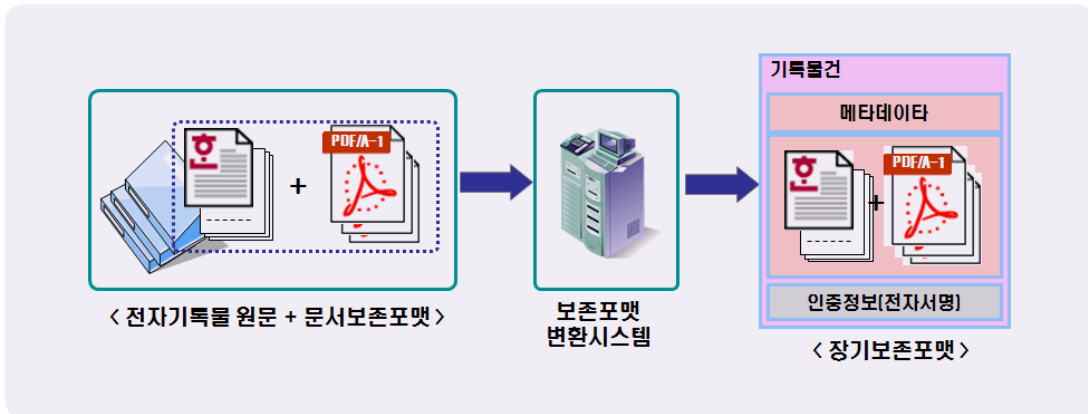 기록물건
메타데이타
훈
PDF/A-1
+
훈
PDF/A-1
+
인증정보(전자서명)
< 전자기록물 원문 + 문서보존포맷 >
보존포맷
변환시스템
< 장기보존포맷 >